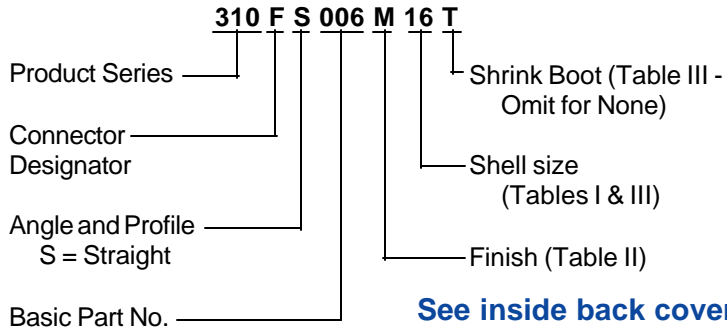 310 F S 006 M 16 T
Product Series
Connector
Designator
Angle and Profile
S = Straight
Basic Part No.
Shrink Boot (Table III -
Omit for None)
Shell size
(Tables I & III)
Finish (Table II)
See inside back cover